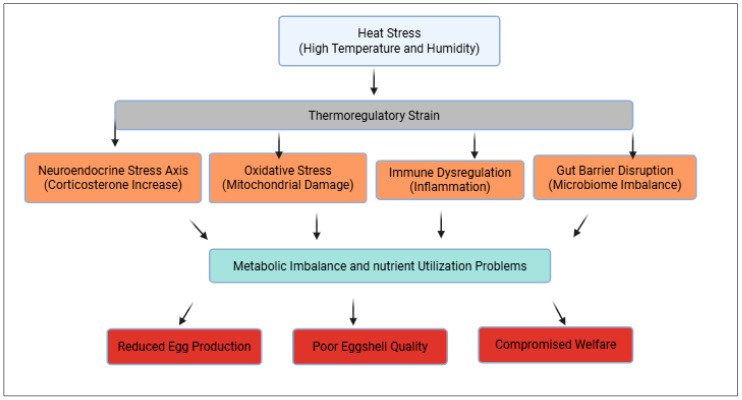 Heat Stress
(High Temperature and Humidity)
Thermoregulatory Strain
Neuroendocrine Stress Axis
(Corticosterone Increase)
Oxidative Stress
(Mitochondrial Damage)
Immune Dysregulation
(Inflammation)
Gut Barrier Disruption
(Microbiome Imbalance)
Metabolic Imbalance and nutrient Utilization Problems
Reduced Egg Production
Poor Eggshell Quality
Compromised Welfare